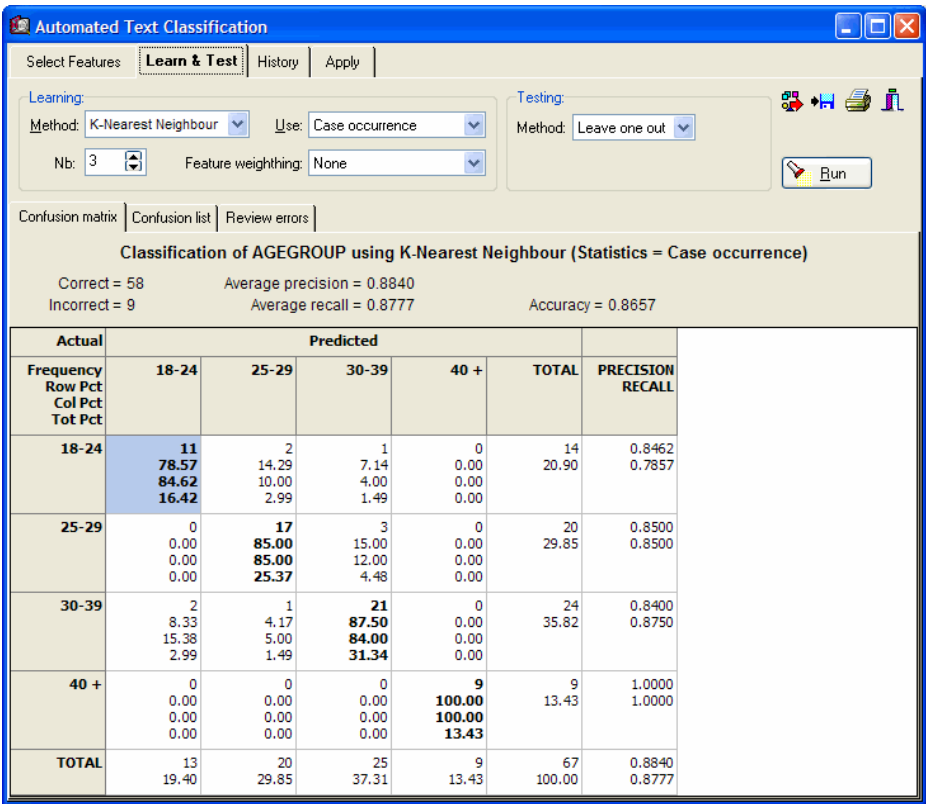 Automated Text Classification
Select Features Learn & Test History Apply
Learning: Testing:
Method: K-Nearest Neighbour Use: Case occurrence Method: Leave one out
Nb: 3 Feature weighthing: None Run
Confusion matrix Confusion list Review errors
Classification of AGEGROUP using K-Nearest Neighbour (Statistics = Case occurrence)
Correct = 58 Average precision = 0.8840
Incorrect = 9 Average recall = 0.8777 Accuracy = 0.8657
Actual Predicted
Frequency 18-24 25-29 30-39 40 + TOTAL PRECISION
Row Pct RECALL
Col Pct
Tot Pct
18-24 11 2 1 0 14 0.8462
78.57 14.29 7.14 0.00 20.90 0.7857
84.62 10.00 4.00 0.00
16.42 2.99 1.49 0.00
25-29 0 17 3 0 20 0.8500
0.00 85.00 15.00 0.00 29.85 0.8500
0.00 85.00 12.00 0.00
0.00 25.37 4.48 0.00
30-39 2 1 21 0 24 0.8400
8.33 4.17 87.50 0.00 35.82 0.8750
15.38 5.00 84.00 0.00
2.99 1.49 31.34 0.00
40 + 0 0 0 9 9 1.0000
0.00 0.00 0.00 100.00 13.43 1.0000
0.00 0.00 0.00 100.00
0.00 0.00 0.00 13.43
TOTAL 13 20 25 9 67 0.8840
19.40 29.85 37.31 13.43 100.00 0.8777